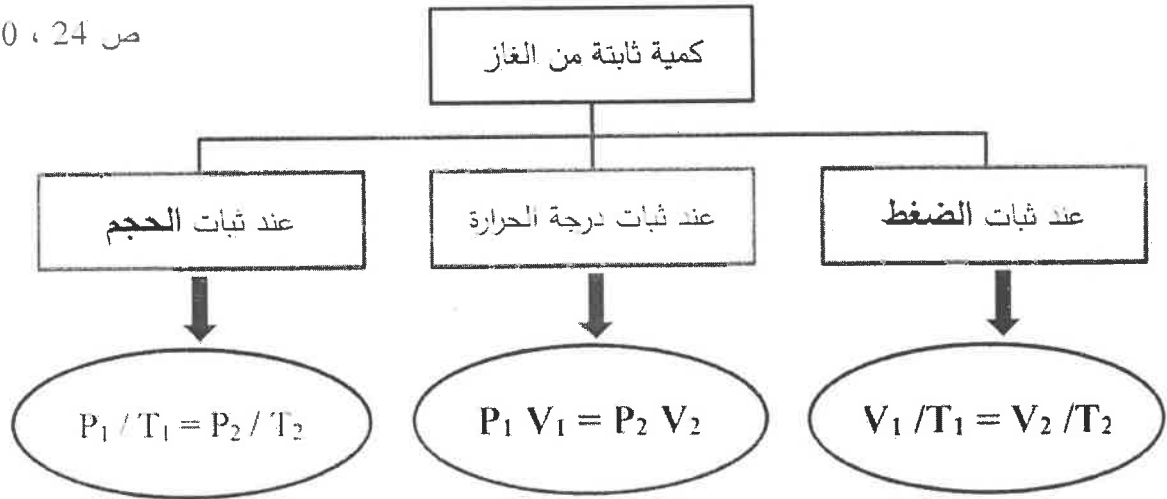 ص 24 ، 0
كمية ثابتة من الغاز
عند ثبات الضغط
عند ثبات درجة الحرارة
عند ثبات الحجم
V₁ /T₁ = V₂ /T₂
P₁ V₁ = P₂ V₂
P₁ / T₁ = P₂ / T₂